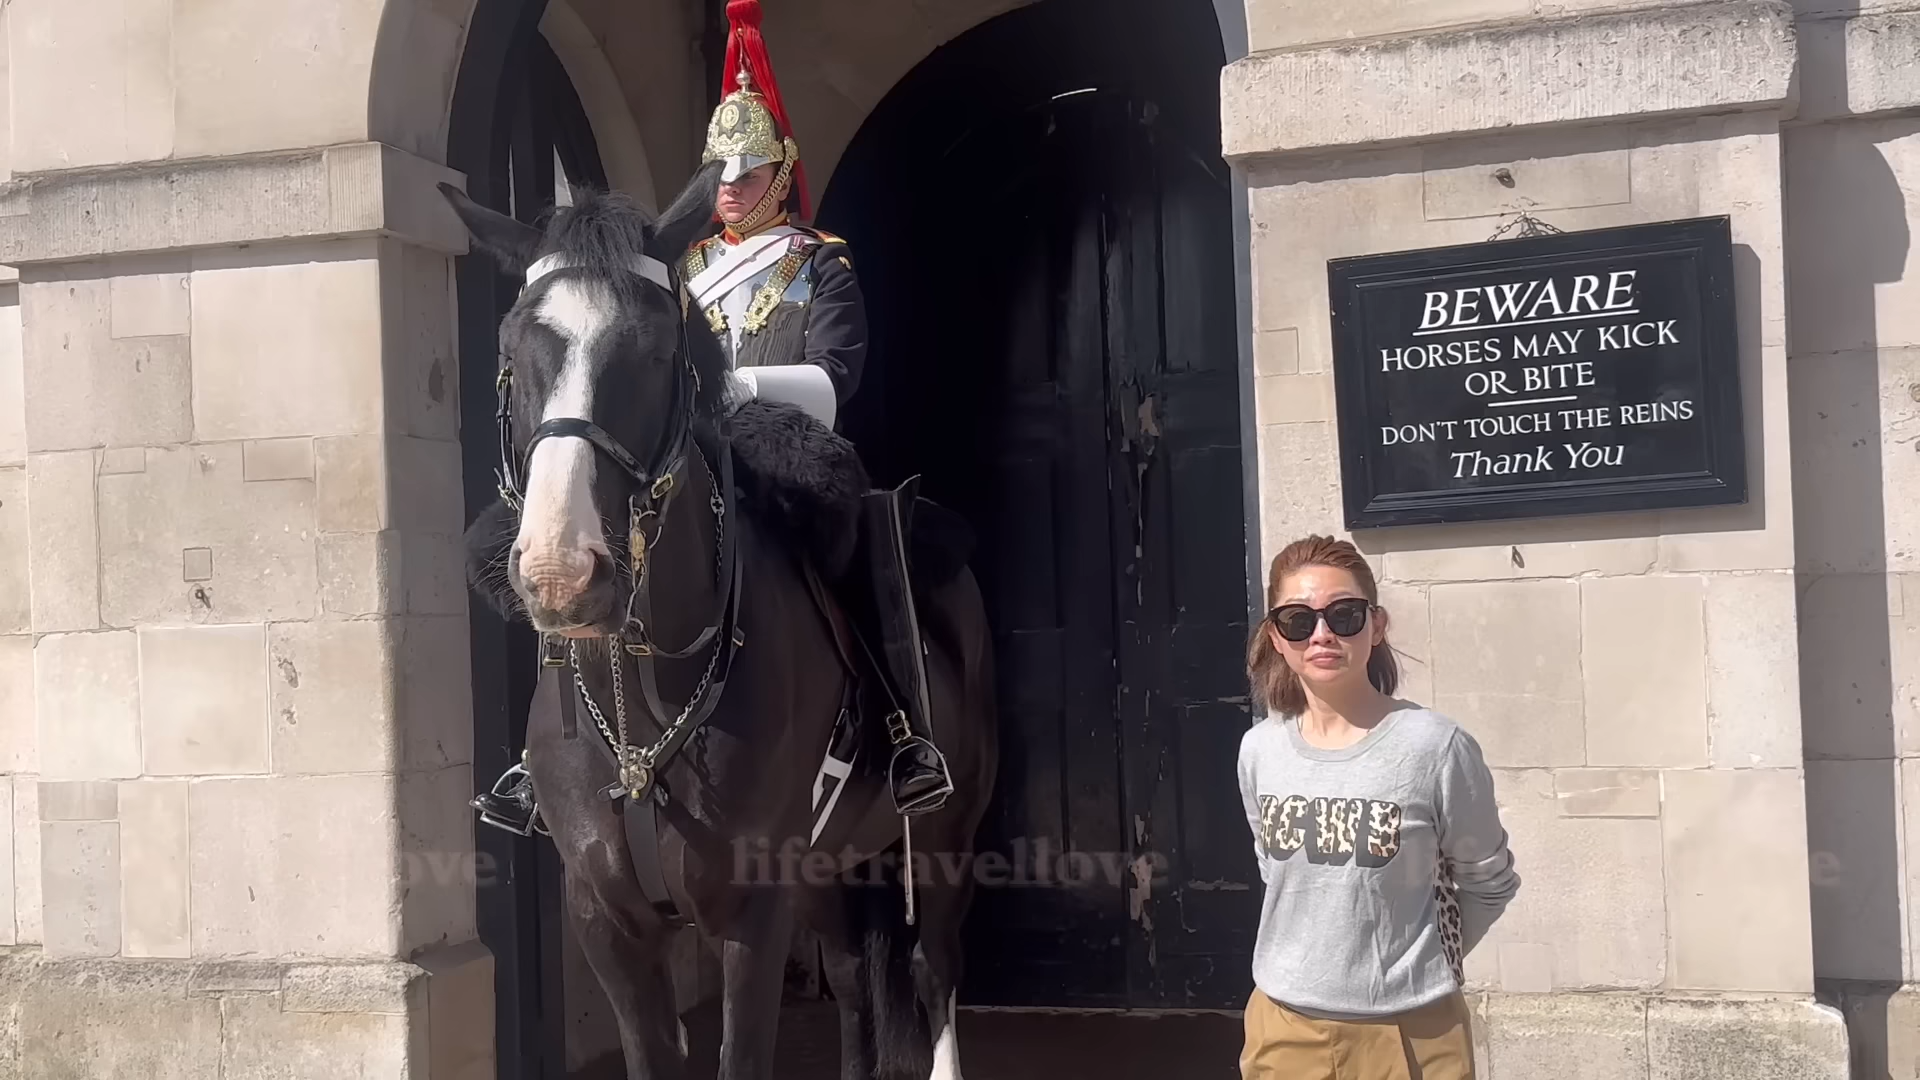 BEWARE
HORSES MAY KICK
OR BITE
DON'T TOUCH THE REINS
Thank You
lifetravellove